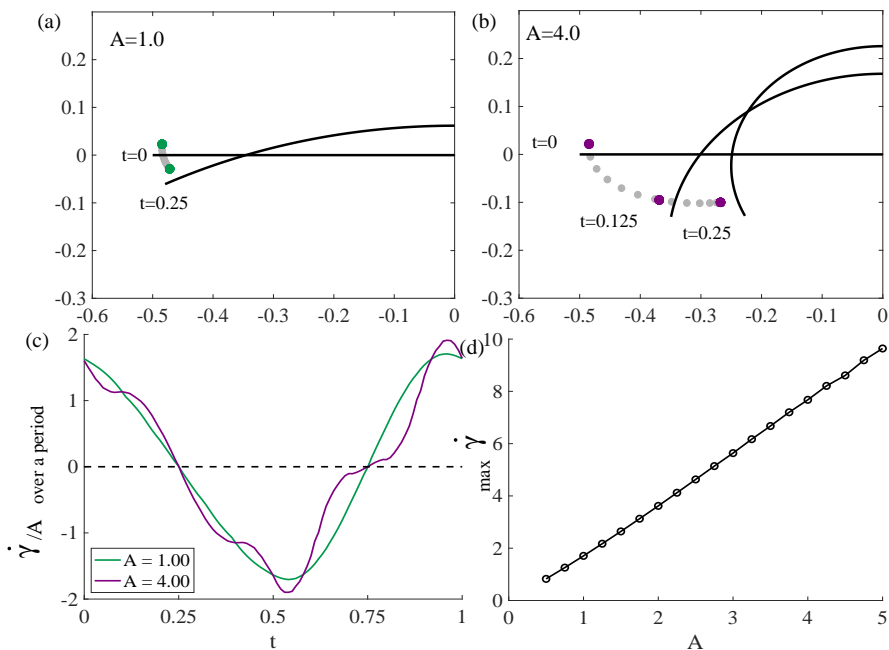 (a)
A=1.0
0.2
0.1
0
-0.1
-0.2
-0.3
t=0
t=0.25
-0.6 -0.5 -0.4 -0.3 -0.2 -0.1 0
(b)
A=4.0
0.2
0.1
0
-0.1
-0.2
-0.3
t=0
t=0.125
t=0.25
-0.6 -0.5 -0.4 -0.3 -0.2 -0.1 0
(c)
2
1
0
-1
-2
γ̇/A over a period
A = 1.00
A = 4.00
0 0.25 0.5 0.75 1
t
(d)
10
8
6
4
2
0
max γ̇
0 1 2 3 4 5
A